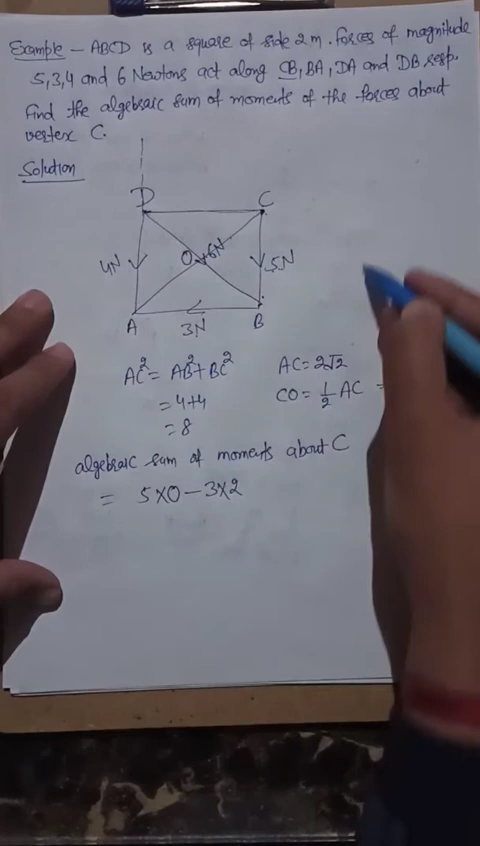 Example - ABCD is a square of side 2 m. forces of magnitude
5,3,4 and 6 Newtons act along CB, BA, DA and DB resp.
Find the algebraic sum of moments of the forces about
vertex C.
Solution
D C
4N O 6N 5N
A 3N B
AC² = AB² + BC² AC = 2√2
= 4+4 CO = 1/2 AC =
= 8
algebraic sum of moments about C
= 5×0 - 3×2